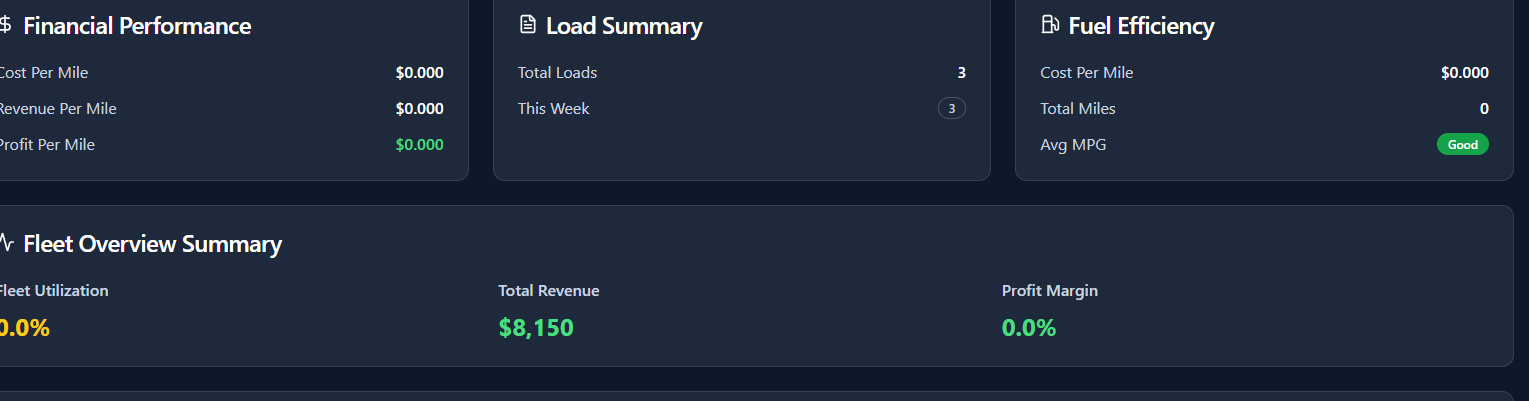 Financial Performance
Cost Per Mile $0.000
Revenue Per Mile $0.000
Profit Per Mile $0.000
Load Summary
Total Loads 3
This Week 3
Fuel Efficiency
Cost Per Mile $0.000
Total Miles 0
Avg MPG Good
Fleet Overview Summary
Fleet Utilization
0.0%
Total Revenue
$8,150
Profit Margin
0.0%